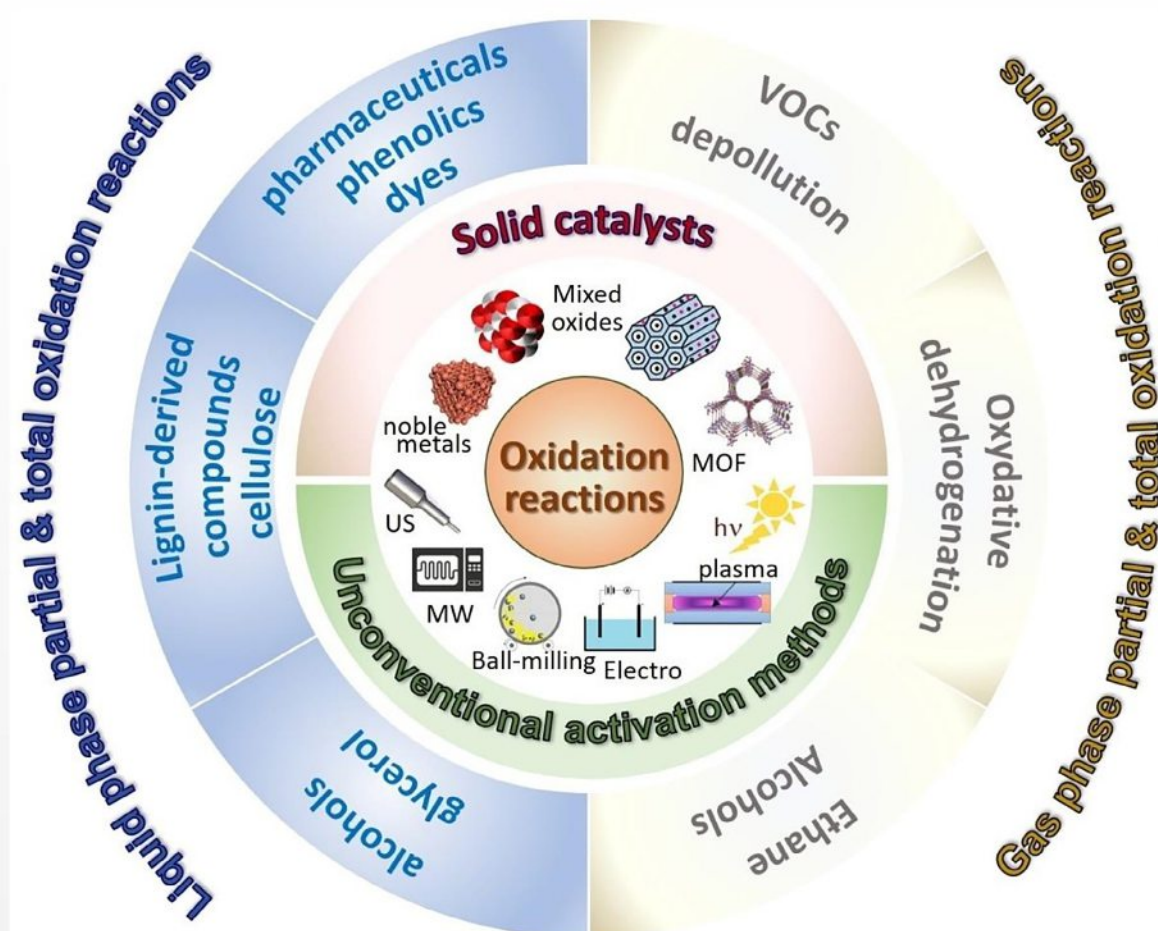 Liquid phase partial & total oxidation reactions
pharmaceuticals
phenolics
dyes
Lignin-derived
compounds
cellulose
alcohols
glycerol
VOCs
depollution
Oxydative
dehydrogenation
Ethane
Alcohols
Gas phase partial & total oxidation reactions
Solid catalysts
Mixed
oxides
noble
metals
MOF
Oxidation
reactions
US
hν
MW
plasma
Ball-milling
Electro
Unconventional activation methods